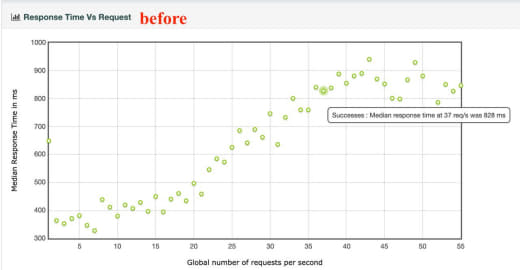 Response Time Vs Request before
1000
900
800
700
600
500
400
300
Median Response Time in ms
Successes : Median response time at 37 req/s was 828 ms
5 10 15 20 25 30 35 40 45 50 55
Global number of requests per second